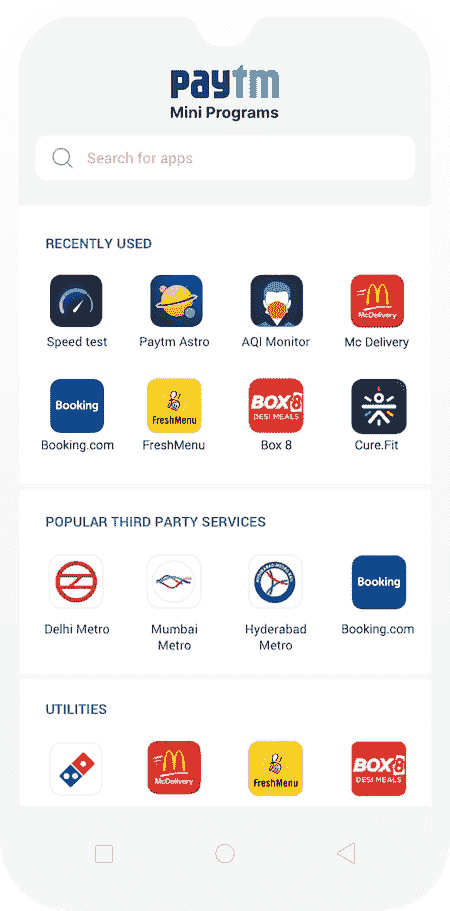 paytm
Mini Programs
Search for apps
RECENTLY USED
Speed test
Paytm Astro
AQI Monitor
McDelivery
Mc Delivery
Booking
Booking.com
FreshMenu
FreshMenu
BOX8
DESI MEALS
Box 8
Cure.Fit
POPULAR THIRD PARTY SERVICES
Delhi Metro
Mumbai
Metro
Hyderabad
Metro
Booking
Booking.com
UTILITIES
McDelivery
FreshMenu
BOX8
DESI MEALS